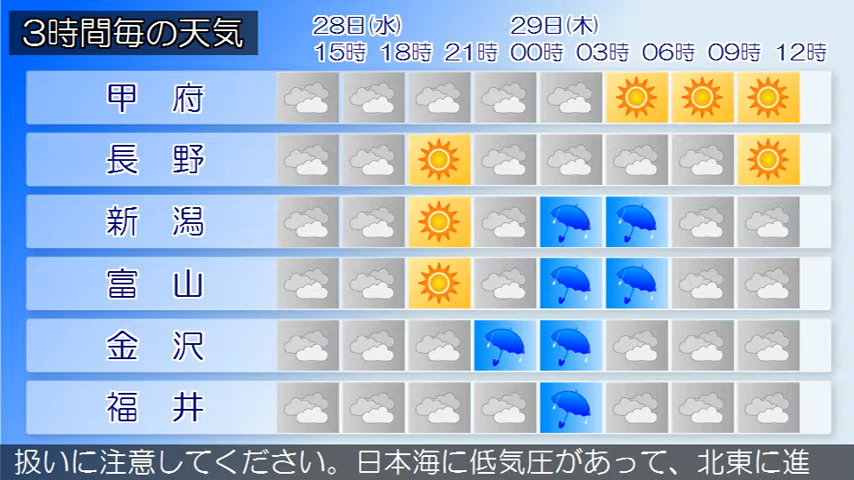 3時間毎の天気
28日(水) 29日(木)
15時 18時 21時 00時 03時 06時 09時 12時
甲 府
長 野
新 潟
富 山
金 沢
福 井
扱いに注意してください。日本海に低気圧があって、北東に進